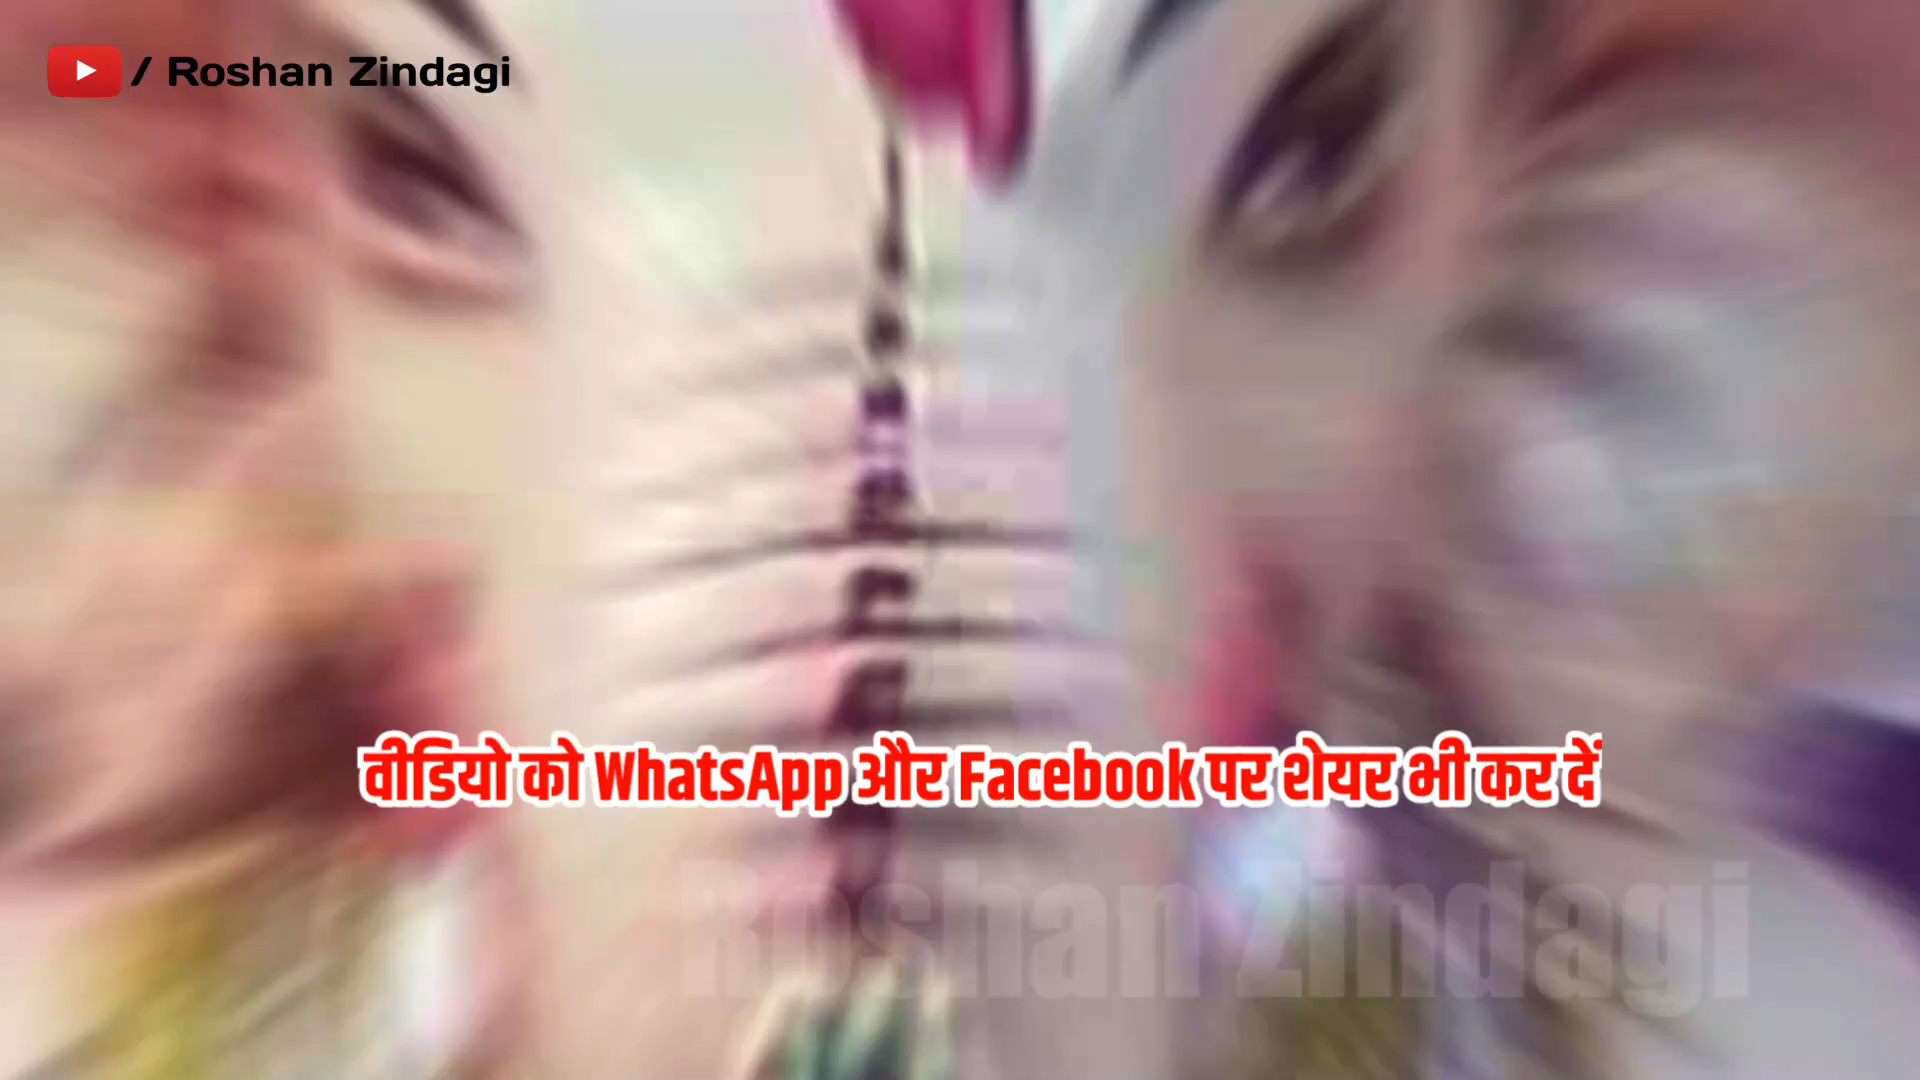 / Roshan Zindagi
वीडियो को WhatsApp और Facebook पर शेयर भी कर दें
Roshan Zindagi